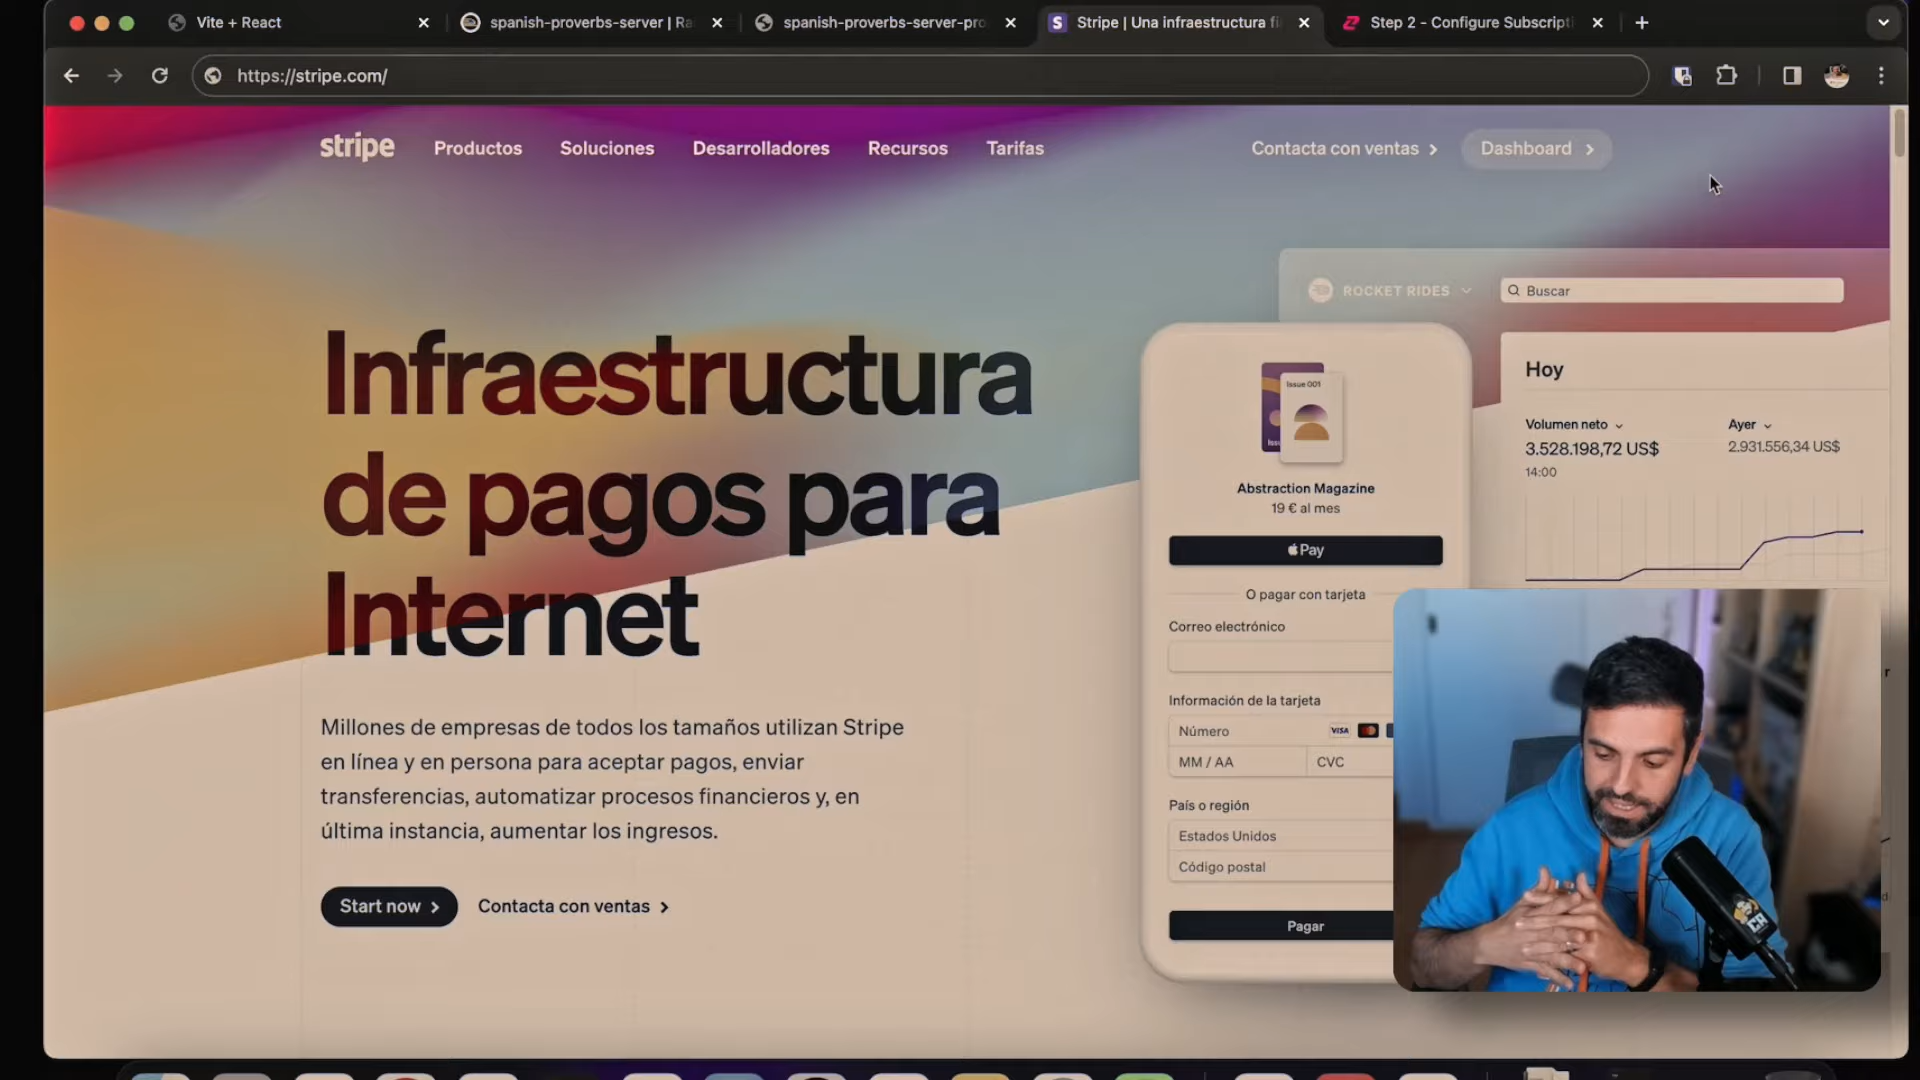 Vite + React
spanish-proverbs-server | Ra
spanish-proverbs-server-pro
Stripe | Una infraestructura fi
Step 2 - Configure Subscripti
https://stripe.com/
stripe
Productos
Soluciones
Desarrolladores
Recursos
Tarifas
Contacta con ventas
Dashboard
ROCKET RIDES
Buscar
Infraestructura
de pagos para
Internet
Millones de empresas de todos los tamaños utilizan Stripe
en línea y en persona para aceptar pagos, enviar
transferencias, automatizar procesos financieros y, en
última instancia, aumentar los ingresos.
Start now
Contacta con ventas
Issue 001
Abstraction Magazine
19 € al mes
Pay
O pagar con tarjeta
Correo electrónico
Información de la tarjeta
Número
VISA
MM / AA
CVC
País o región
Estados Unidos
Código postal
Pagar
Hoy
Volumen neto
3.528.198,72 US$
14:00
Ayer
2.931.556,34 US$